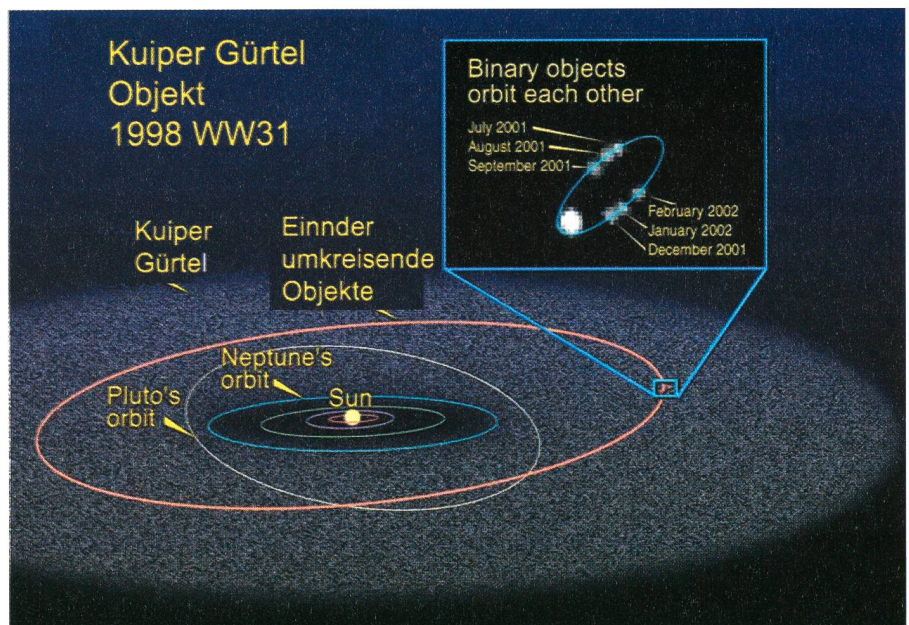 Kuiper Gürtel
Objekt
1998 WW31
Binary objects
orbit each other
July 2001
August 2001
September 2001
February 2002
January 2002
December 2001
Kuiper
Gürtel
Einnder
umkreisende
Objekte
Neptune's
orbit
Pluto's
orbit
Sun